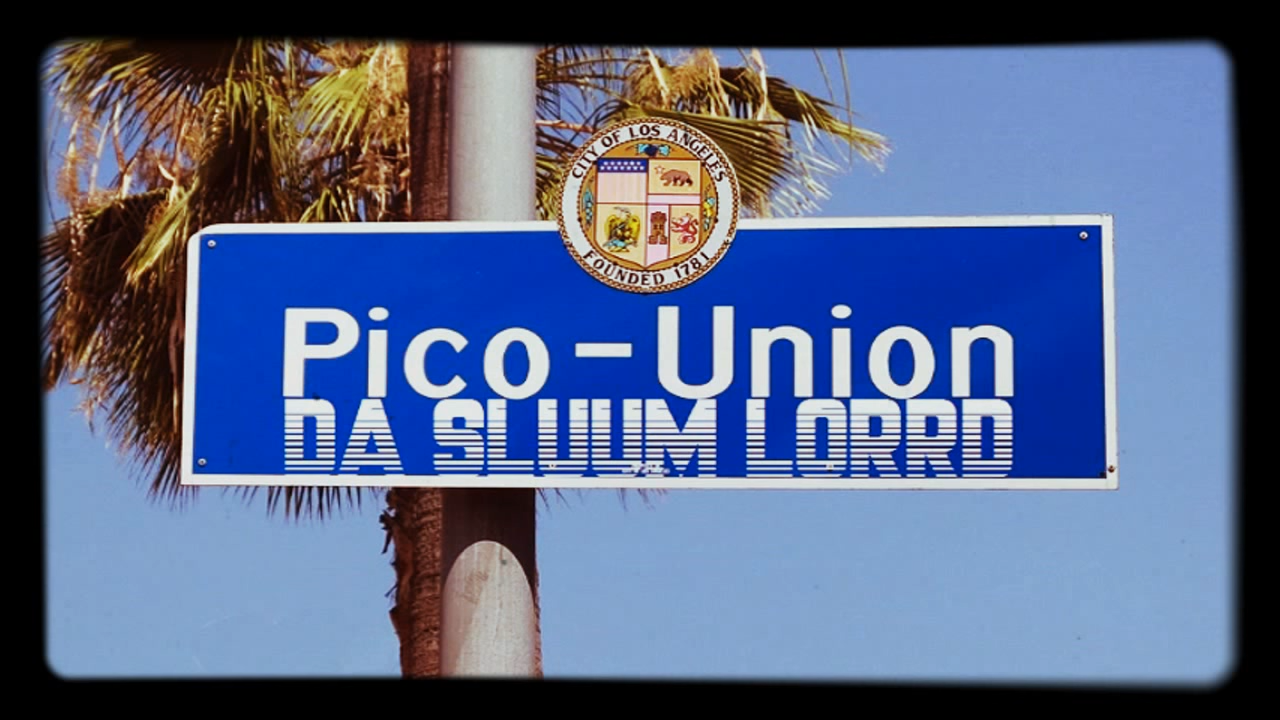 CITY OF LOS ANGELES
FOUNDED 1781
Pico-Union
DA SLUUM LORRD